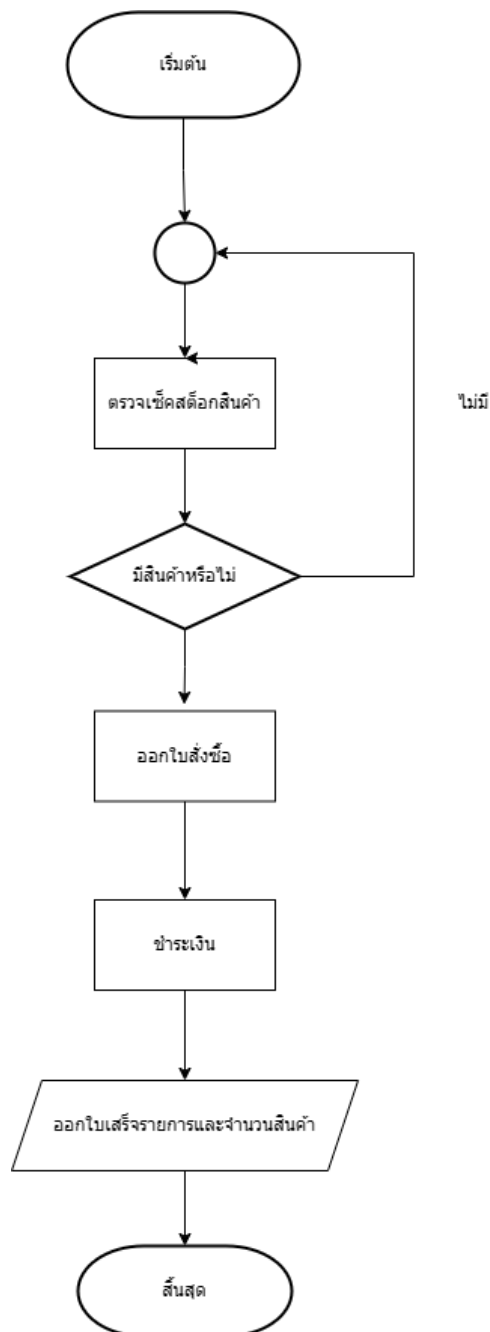 เริ่มต้น
ตรวจเช็คสต็อกสินค้า
ไม่มี
มีสินค้าหรือไม่
ออกใบสั่งซื้อ
ชำระเงิน
ออกใบเสร็จรายการและจำนวนสินค้า
สิ้นสุด